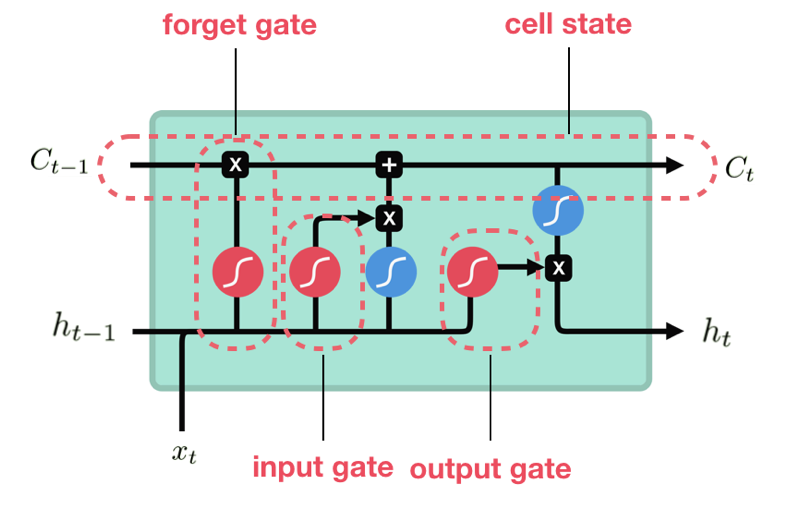 forget gate
cell state
C_{t-1}
X
+
C_t
X
X
h_{t-1}
h_t
x_t
input gate
output gate